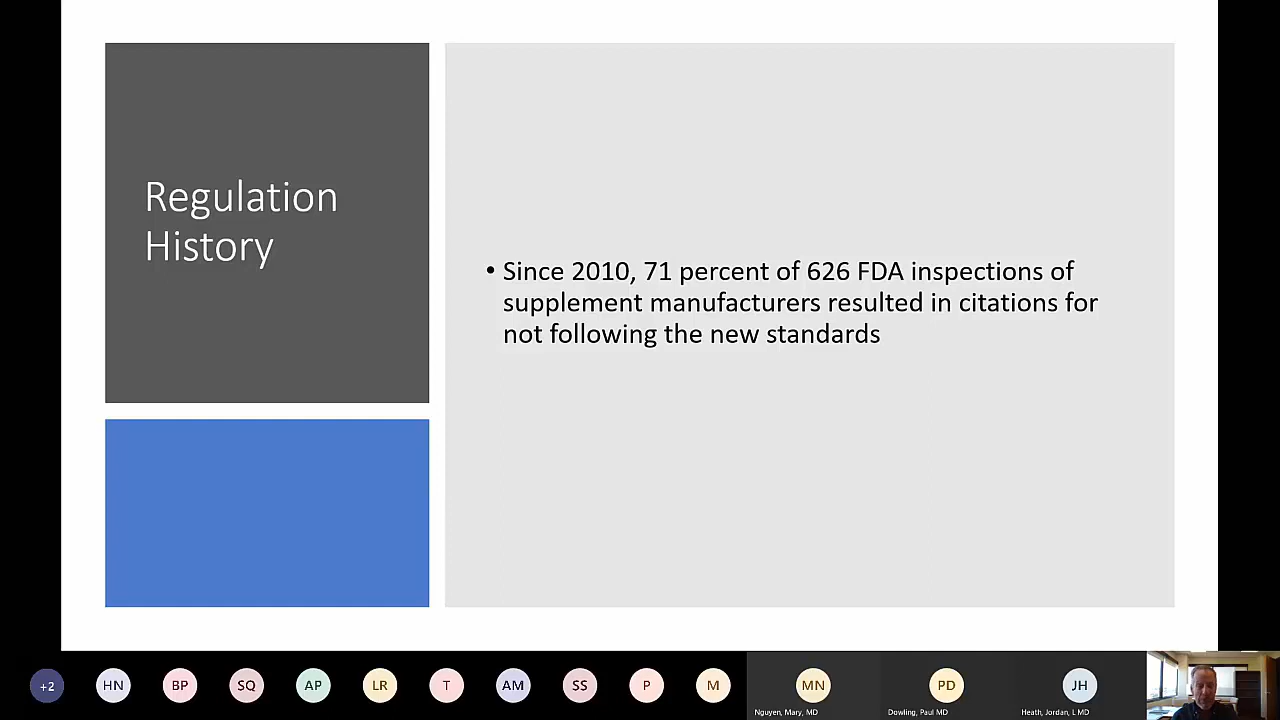 Regulation
History
• Since 2010, 71 percent of 626 FDA inspections of
supplement manufacturers resulted in citations for
not following the new standards
+2
HN
BP
SQ
AP
LR
T
AM
SS
P
M
MN
PD
JH
Nguyen, Mary, MD
Dowling, Paul MD
Heath, Jordan, L MD